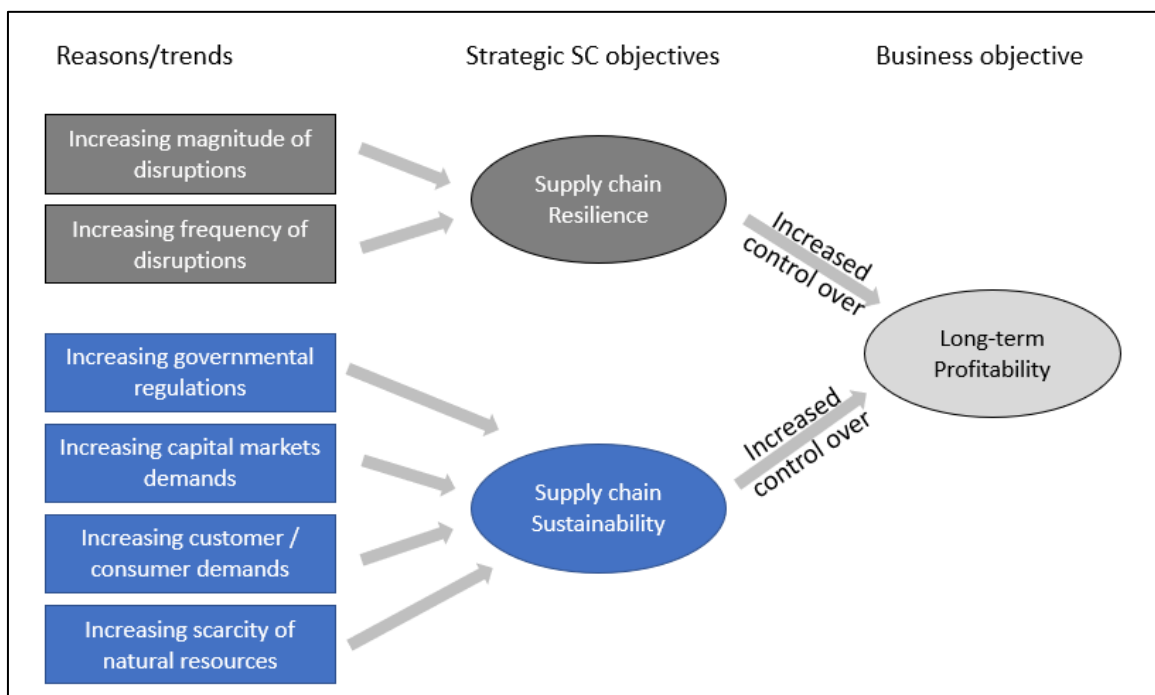 Reasons/trends
Strategic SC objectives
Business objective
Increasing magnitude of
disruptions
Increasing frequency of
disruptions
Supply chain
Resilience
Increased
control over
Long-term
Profitability
Increasing governmental
regulations
Increasing capital markets
demands
Increasing customer /
consumer demands
Increasing scarcity of
natural resources
Supply chain
Sustainability
Increased
control over